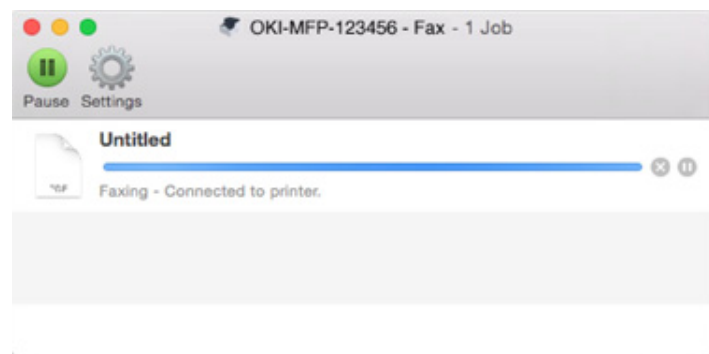 OKI-MFP-123456 - Fax - 1 Job
Pause Settings
Untitled
Faxing - Connected to printer.